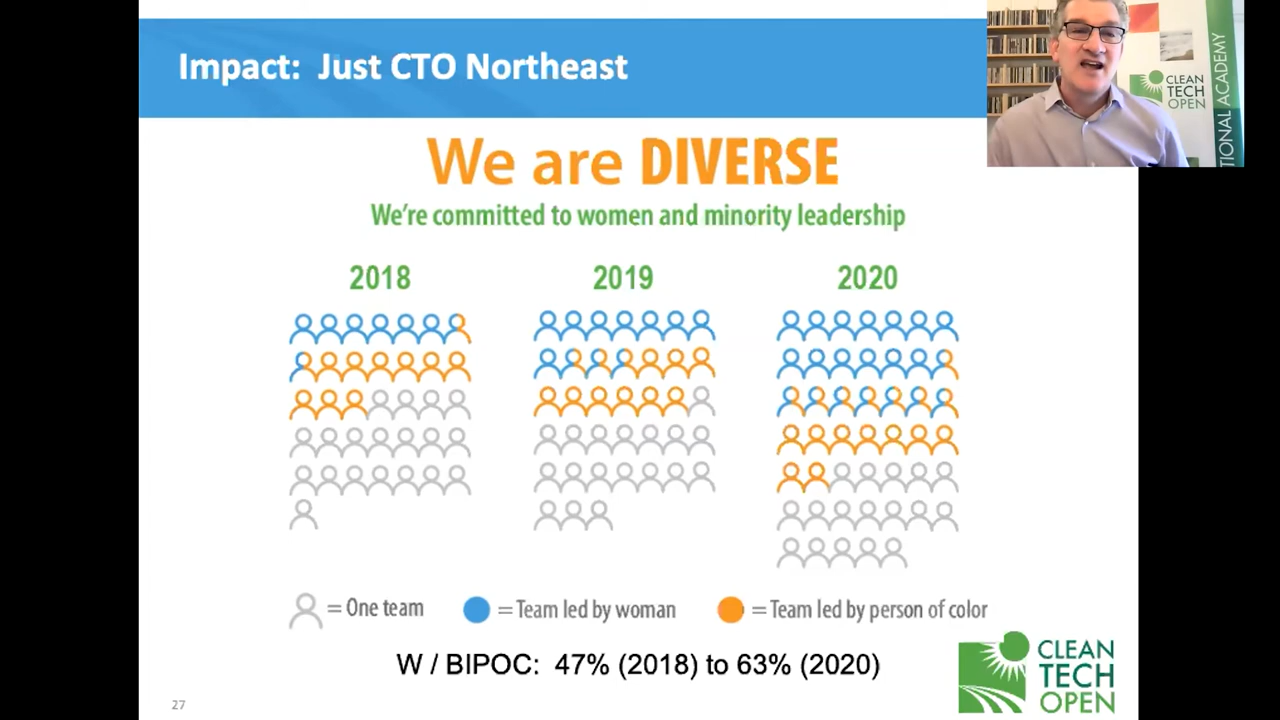 Impact: Just CTO Northeast
CLEAN
TECH
OPEN
TIONAL ACADEMY
We are DIVERSE
We're committed to women and minority leadership
2018
2019
2020
= One team
= Team led by woman
= Team led by person of color
W / BIPOC: 47% (2018) to 63% (2020)
CLEAN
TECH
OPEN
27